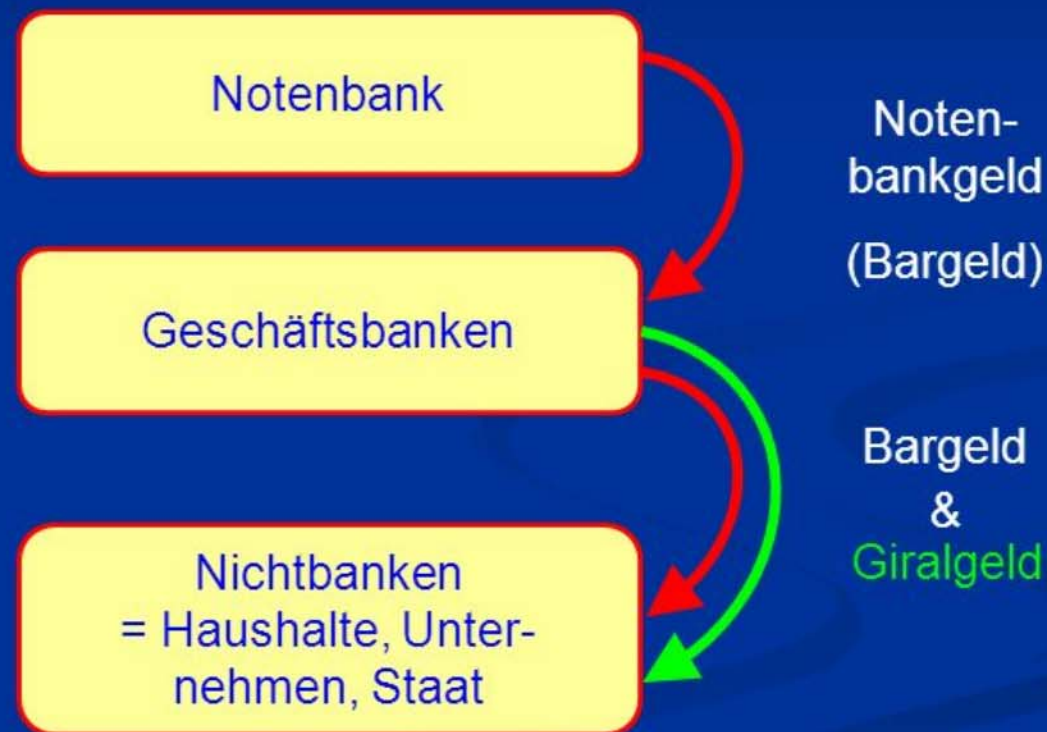 Notenbank
Noten-
bankgeld
(Bargeld)
Geschäftsbanken
Bargeld
&
Giralgeld
Nichtbanken
= Haushalte, Unter-
nehmen, Staat